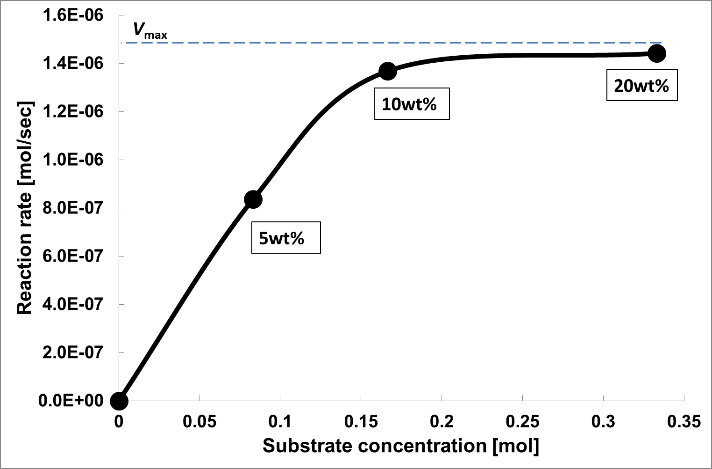 1.6E-06
Vmax
1.4E-06
20wt%
10wt%
1.2E-06
1.0E-06
8.0E-07
5wt%
6.0E-07
4.0E-07
2.0E-07
0.0E+00
Reaction rate [mol/sec]
0 0.05 0.1 0.15 0.2 0.25 0.3 0.35
Substrate concentration [mol]